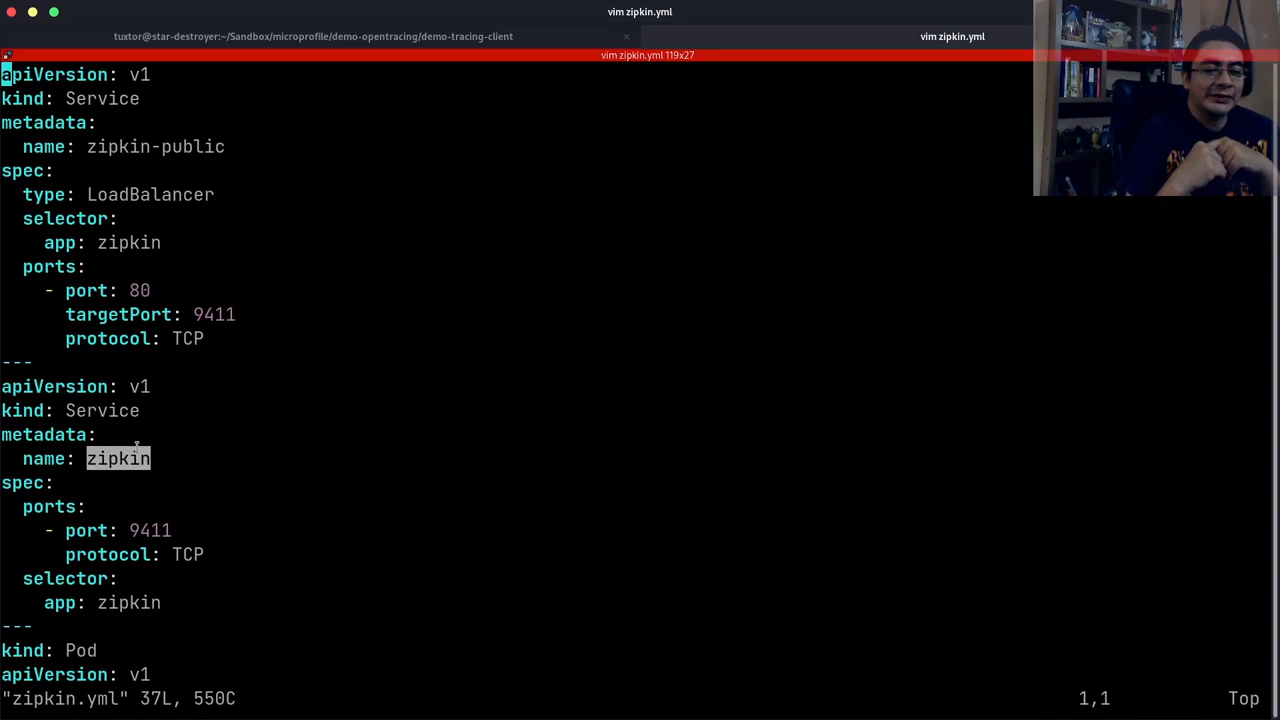 vim zipkin.yml
tuxtor@star-destroyer:~/Sandbox/microprofile/demo-opentracing/demo-tracing-client × vim zipkin.yml ×
vim zipkin.yml 119x27
apiVersion: v1
kind: Service
metadata:
  name: zipkin-public
spec:
  type: LoadBalancer
  selector:
    app: zipkin
  ports:
    - port: 80
      targetPort: 9411
      protocol: TCP
---
apiVersion: v1
kind: Service
metadata:
  name: zipkin
spec:
  ports:
    - port: 9411
      protocol: TCP
  selector:
    app: zipkin
---
kind: Pod
apiVersion: v1
"zipkin.yml" 37L, 550C 1,1 Top